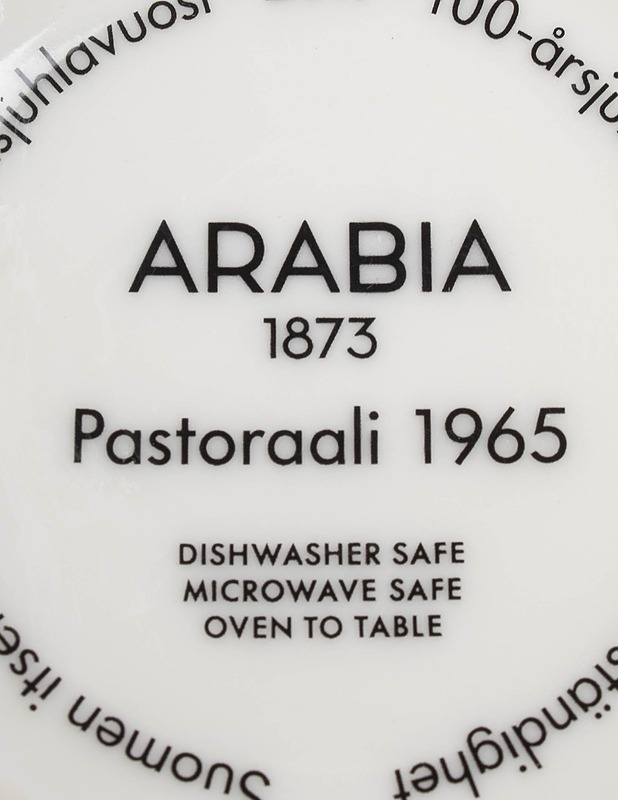 Suomen itse
sjuhlavuosi
100-årsju
ständighet
ARABIA
1873
Pastoraali 1965
DISHWASHER SAFE
MICROWAVE SAFE
OVEN TO TABLE